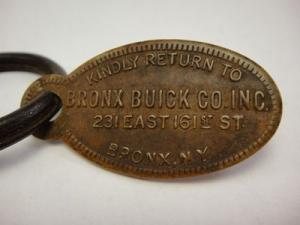 KINDLY RETURN TO
BRONX BUICK CO. INC.
231 EAST 161ST ST.
BRONX, N.Y.